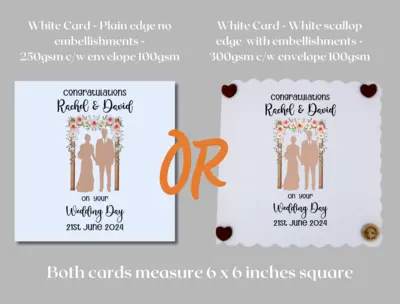 White Card - Plain edge no
embellishments -
250gsm c/w envelope 100gsm
White Card - White scallop
edge with embellishments -
300gsm c/w envelope 100gsm
Congratulations
Rachel & David
on your
Wedding Day
21st June 2024
OR
Congratulations
Rachel & David
on your
Wedding Day
21st June 2024
Both cards measure 6 x 6 inches square